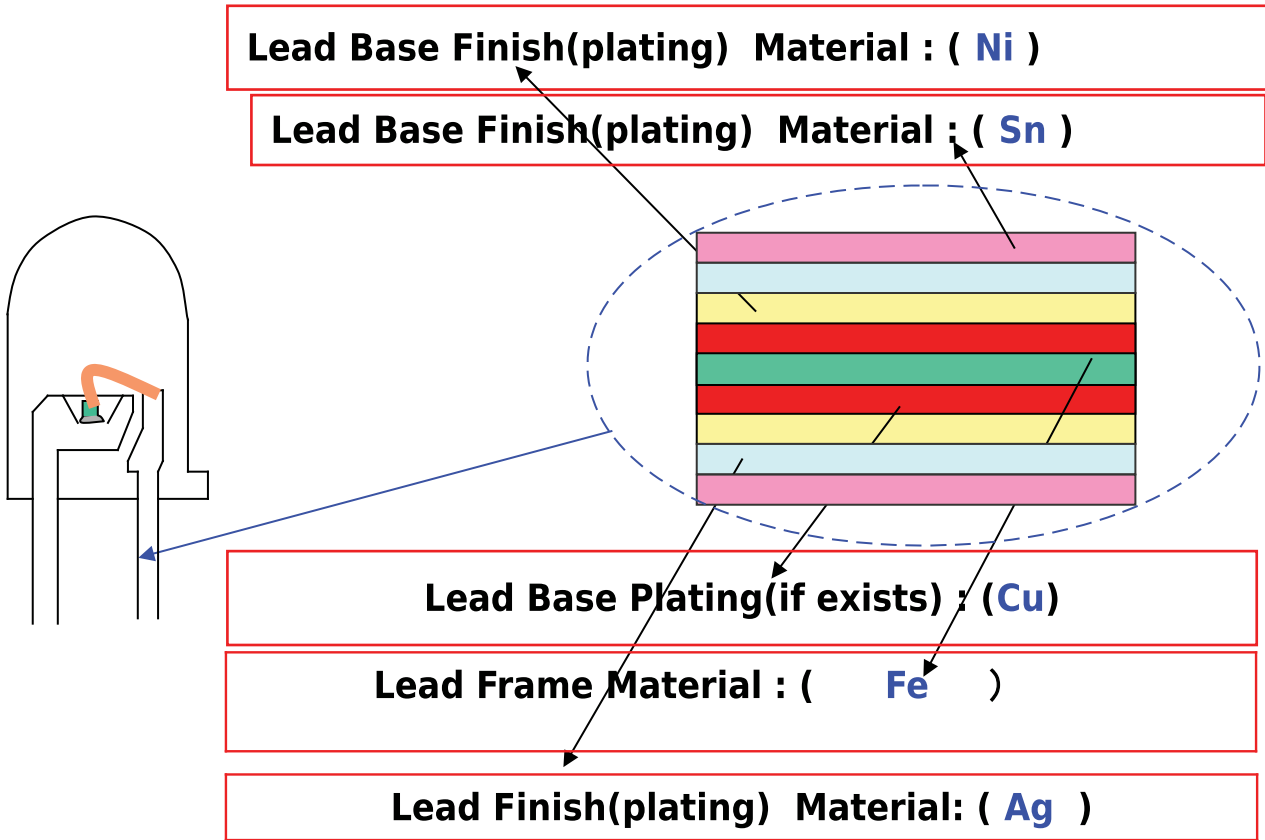 Lead Base Finish(plating)  Material : ( Ni )
Lead Base Finish(plating)  Material : ( Sn )
Lead Base Plating(if exists) : (Cu)
Lead Frame Material : (      Fe     ）
Lead Finish(plating)  Material: ( Ag  )